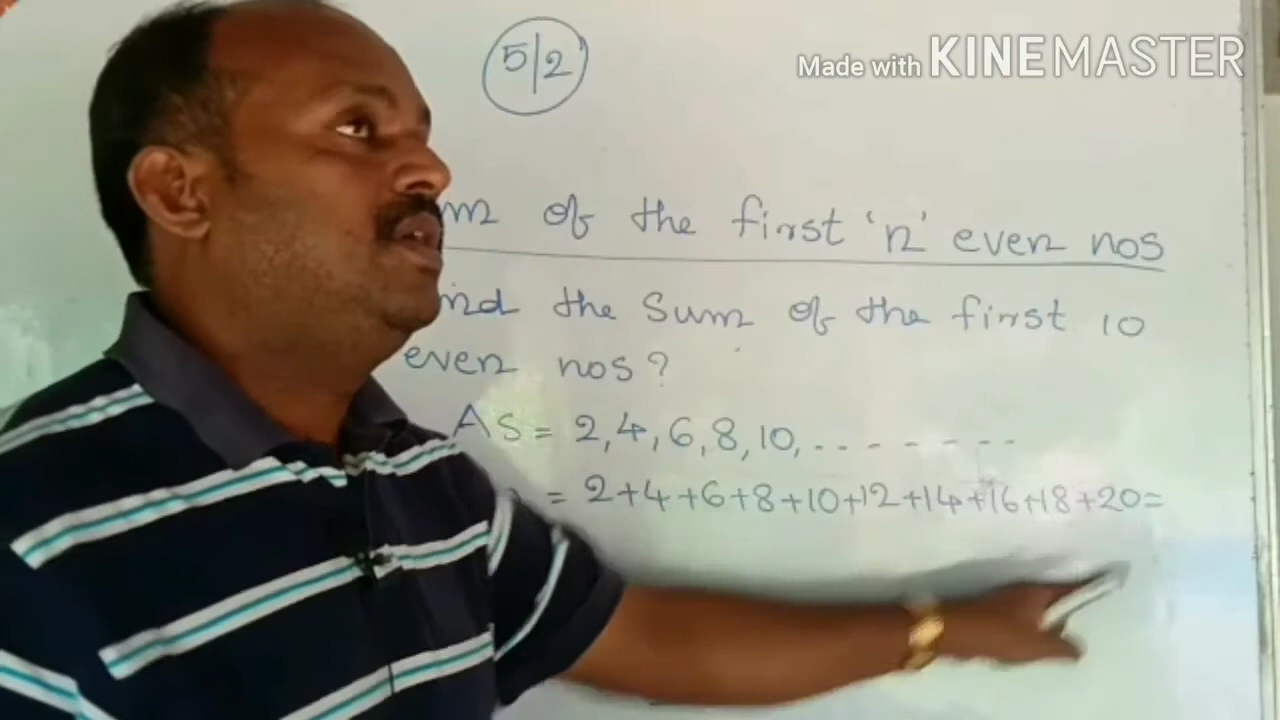 5/2
Made with KINEMASTER
of the first 'n' even nos
the Sum of the first 10
even nos?
AS = 2, 4, 6, 8, 10, - - - - - - -
= 2+4+6+8+10+12+14+16+18+20=